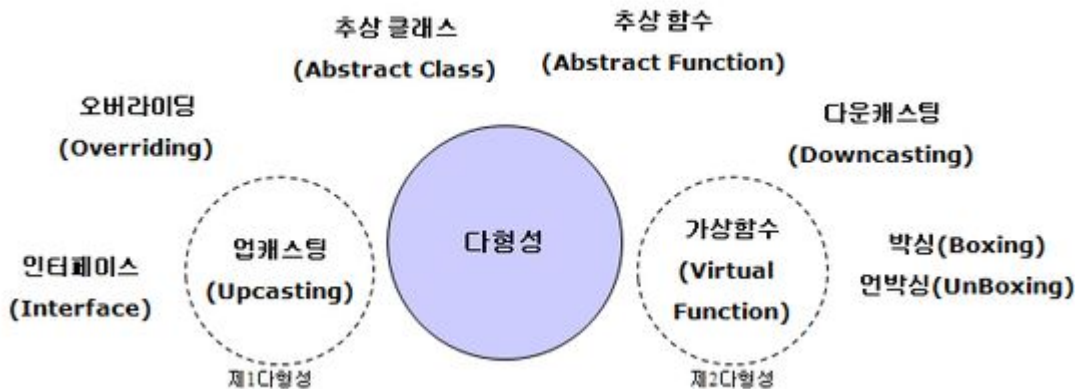 추상 클래스
(Abstract Class)
추상 함수
(Abstract Function)
오버라이딩
(Overriding)
다운캐스팅
(Downcasting)
인터페이스
(Interface)
업캐스팅
(Upcasting)
제1다형성
다형성
가상함수
(Virtual
Function)
제2다형성
박싱(Boxing)
언박싱(UnBoxing)